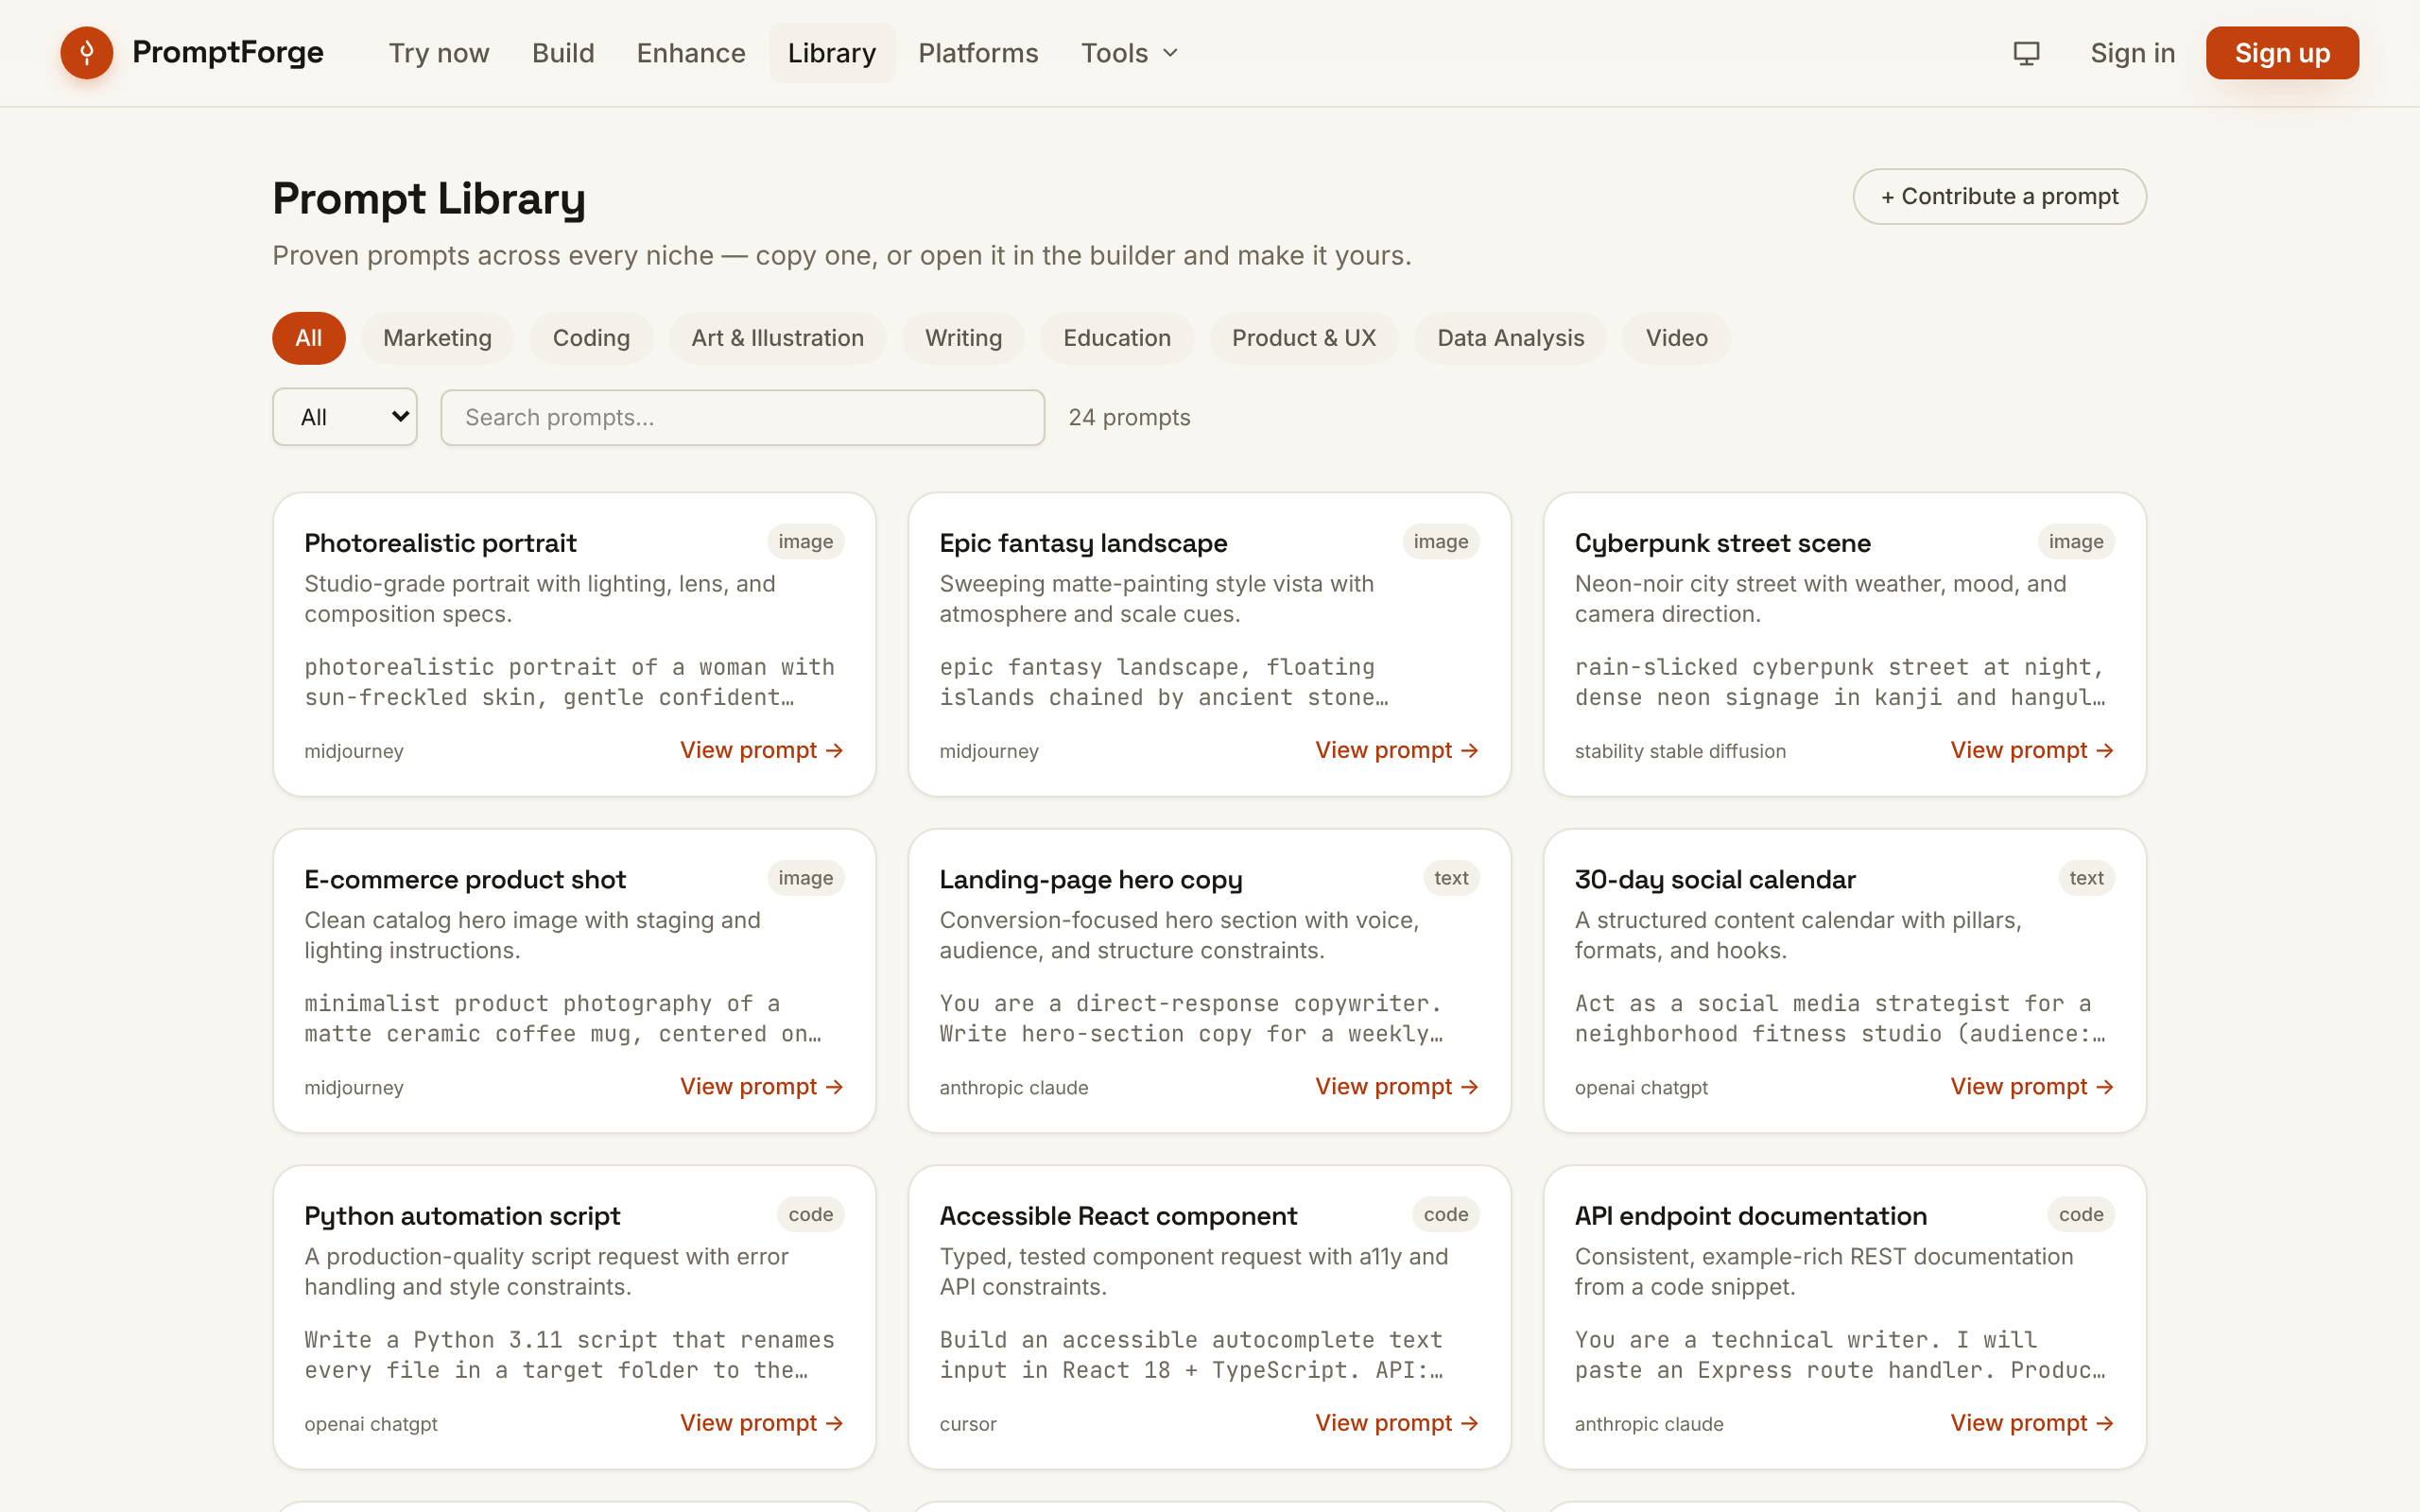 PromptForge
Try now
Build
Enhance
Library
Platforms
Tools
Sign in
Sign up
Prompt Library
+ Contribute a prompt
Proven prompts across every niche — copy one, or open it in the builder and make it yours.
All
Marketing
Coding
Art & Illustration
Writing
Education
Product & UX
Data Analysis
Video
All
Search prompts...
24 prompts
Photorealistic portrait
image
Studio-grade portrait with lighting, lens, and
composition specs.
photorealistic portrait of a woman with
sun-freckled skin, gentle confident…
midjourney
View prompt →
Epic fantasy landscape
image
Sweeping matte-painting style vista with
atmosphere and scale cues.
epic fantasy landscape, floating
islands chained by ancient stone…
midjourney
View prompt →
Cyberpunk street scene
image
Neon-noir city street with weather, mood, and
camera direction.
rain-slicked cyberpunk street at night,
dense neon signage in kanji and hangul…
stability stable diffusion
View prompt →
E-commerce product shot
image
Clean catalog hero image with staging and
lighting instructions.
minimalist product photography of a
matte ceramic coffee mug, centered on…
midjourney
View prompt →
Landing-page hero copy
text
Conversion-focused hero section with voice,
audience, and structure constraints.
You are a direct-response copywriter.
Write hero-section copy for a weekly…
anthropic claude
View prompt →
30-day social calendar
text
A structured content calendar with pillars,
formats, and hooks.
Act as a social media strategist for a
neighborhood fitness studio (audience:…
openai chatgpt
View prompt →
Python automation script
code
A production-quality script request with error
handling and style constraints.
Write a Python 3.11 script that renames
every file in a target folder to the…
openai chatgpt
View prompt →
Accessible React component
code
Typed, tested component request with a11y and
API constraints.
Build an accessible autocomplete text
input in React 18 + TypeScript. API:…
cursor
View prompt →
API endpoint documentation
code
Consistent, example-rich REST documentation
from a code snippet.
You are a technical writer. I will
paste an Express route handler. Produc…
anthropic claude
View prompt →